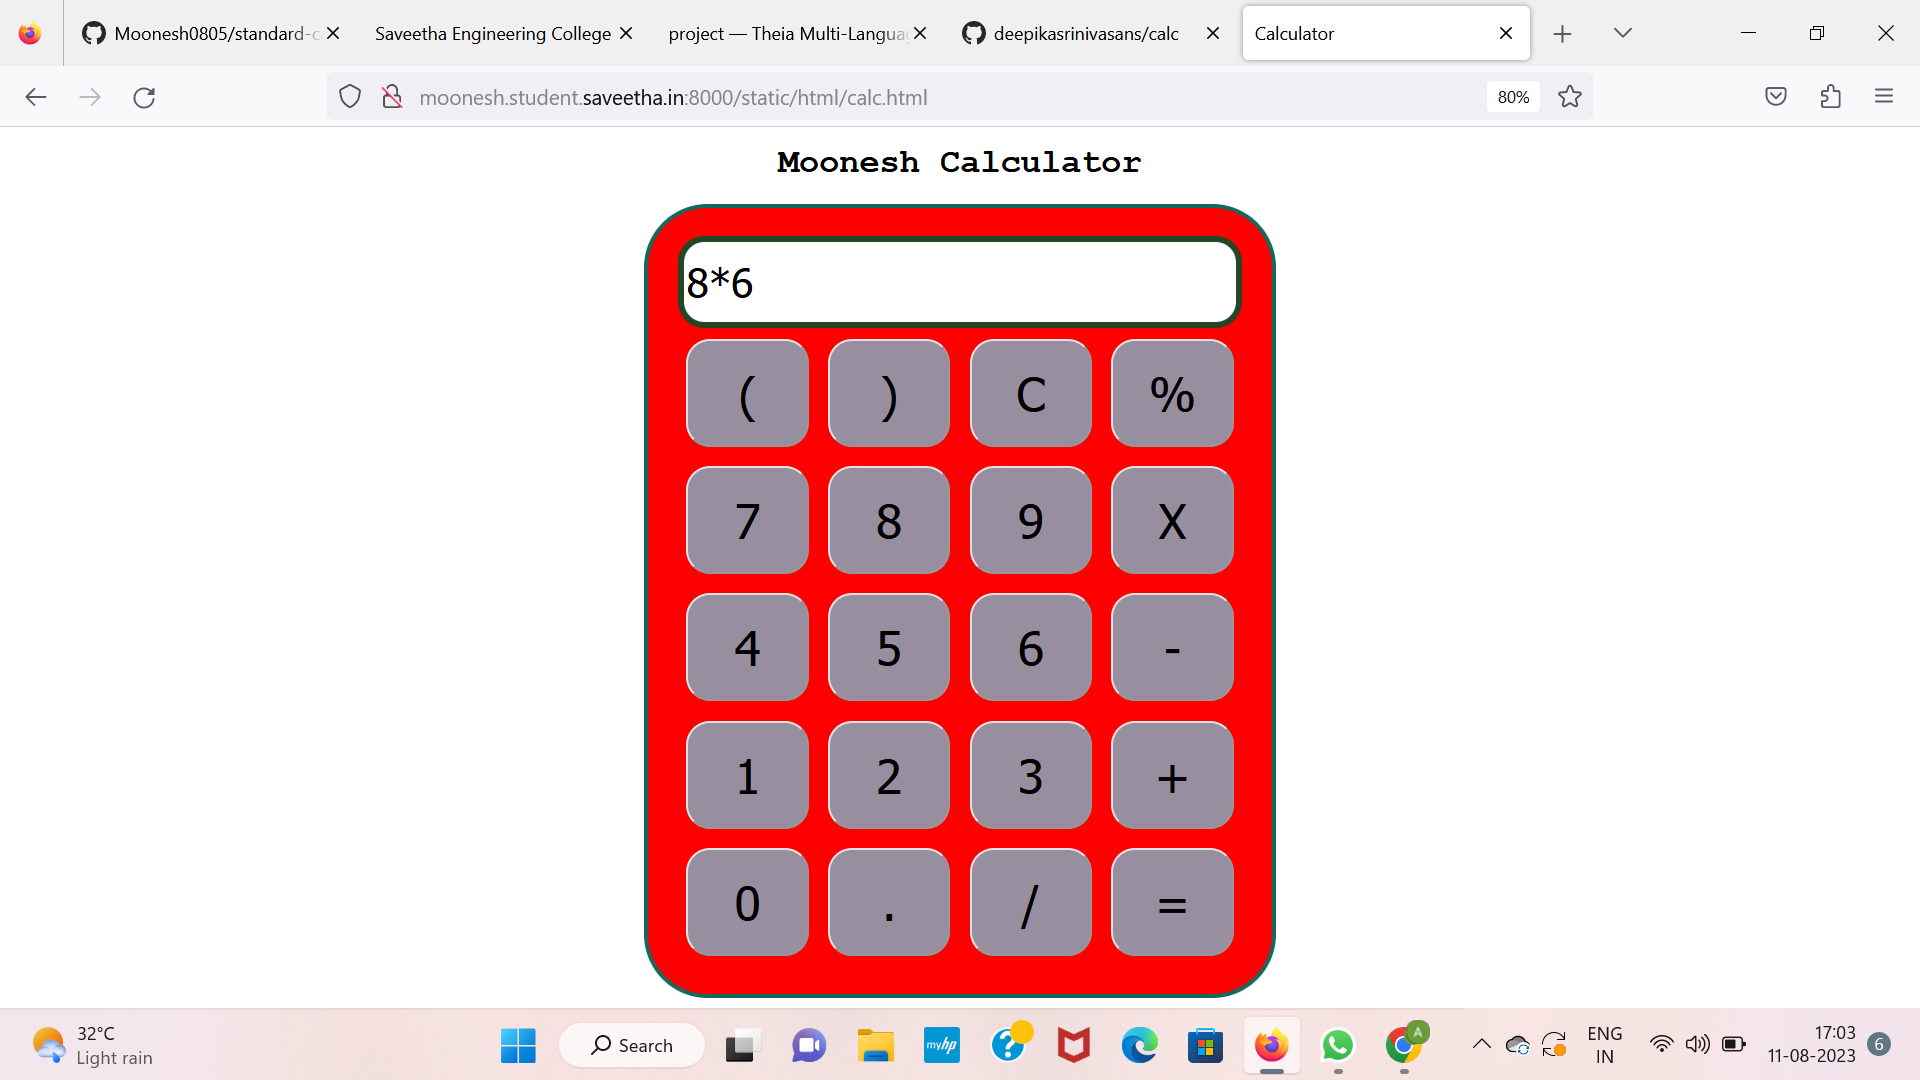 Moonesh0805/standard-c
Saveetha Engineering College
project — Theia Multi-Langua
deepikasrinivasans/calc
Calculator
moonesh.student.saveetha.in:8000/static/html/calc.html
80%
Moonesh Calculator
8*6
( ) C %
7 8 9 X
4 5 6 -
1 2 3 +
0 . / =
32°C
Light rain
Search
myhp
?
A
ENG
IN
17:03
11-08-2023
6